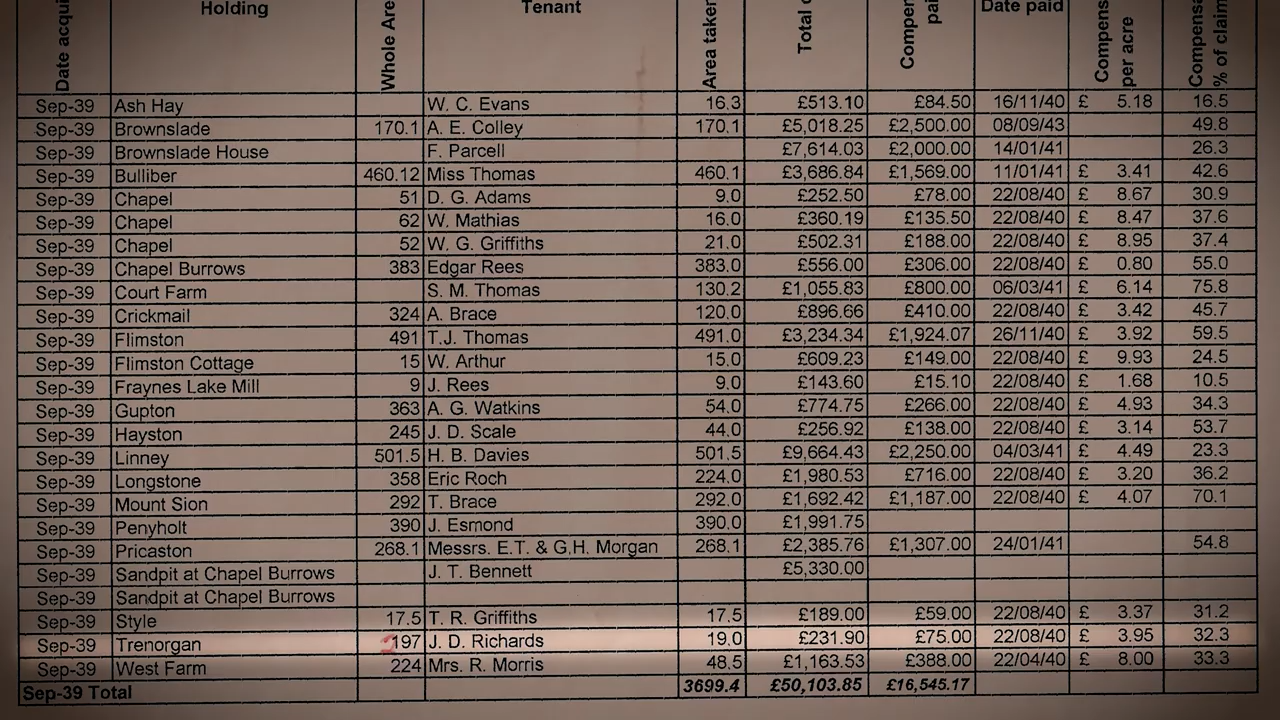 Date acqui Holding Whole Are Tenant Area taken Total c Compen pai Date paid Compens per acre Compensa % of claim
Sep-39 Ash Hay W. C. Evans 16.3 £513.10 £84.50 16/11/40 £ 5.18 16.5
Sep-39 Brownslade 170.1 A. E. Colley 170.1 £5,018.25 £2,500.00 08/09/43 49.8
Sep-39 Brownslade House F. Parcell £7,614.03 £2,000.00 14/01/41 26.3
Sep-39 Bulliber 460.12 Miss Thomas 460.1 £3,686.84 £1,569.00 11/01/41 £ 3.41 42.6
Sep-39 Chapel 51 D. G. Adams 9.0 £252.50 £78.00 22/08/40 £ 8.67 30.9
Sep-39 Chapel 62 W. Mathias 16.0 £360.19 £135.50 22/08/40 £ 8.47 37.6
Sep-39 Chapel 52 W. G. Griffiths 21.0 £502.31 £188.00 22/08/40 £ 8.95 37.4
Sep-39 Chapel Burrows 383 Edgar Rees 383.0 £556.00 £306.00 22/08/40 £ 0.80 55.0
Sep-39 Court Farm S. M. Thomas 130.2 £1,055.83 £800.00 06/03/41 £ 6.14 75.8
Sep-39 Crickmail 324 A. Brace 120.0 £896.66 £410.00 22/08/40 £ 3.42 45.7
Sep-39 Flimston 491 T.J. Thomas 491.0 £3,234.34 £1,924.07 26/11/40 £ 3.92 59.5
Sep-39 Flimston Cottage 15 W. Arthur 15.0 £609.23 £149.00 22/08/40 £ 9.93 24.5
Sep-39 Fraynes Lake Mill 9 J. Rees 9.0 £143.60 £15.10 22/08/40 £ 1.68 10.5
Sep-39 Gupton 363 A. G. Watkins 54.0 £774.75 £266.00 22/08/40 £ 4.93 34.3
Sep-39 Hayston 245 J. D. Scale 44.0 £256.92 £138.00 22/08/40 £ 3.14 53.7
Sep-39 Linney 501.5 H. B. Davies 501.5 £9,664.43 £2,250.00 04/03/41 £ 4.49 23.3
Sep-39 Longstone 358 Eric Roch 224.0 £1,980.53 £716.00 22/08/40 £ 3.20 36.2
Sep-39 Mount Sion 292 T. Brace 292.0 £1,692.42 £1,187.00 22/08/40 £ 4.07 70.1
Sep-39 Penyholt 390 J. Esmond 390.0 £1,991.75
Sep-39 Pricaston 268.1 Messrs. E.T. & G.H. Morgan 268.1 £2,385.76 £1,307.00 24/01/41 54.8
Sep-39 Sandpit at Chapel Burrows J. T. Bennett £5,330.00
Sep-39 Sandpit at Chapel Burrows
Sep-39 Style 17.5 T. R. Griffiths 17.5 £189.00 £59.00 22/08/40 £ 3.37 31.2
Sep-39 Trenorgan 197 J. D. Richards 19.0 £231.90 £75.00 22/08/40 £ 3.95 32.3
Sep-39 West Farm 224 Mrs. R. Morris 48.5 £1,163.53 £388.00 22/04/40 £ 8.00 33.3
Sep-39 Total 3699.4 £50,103.85 £16,545.17